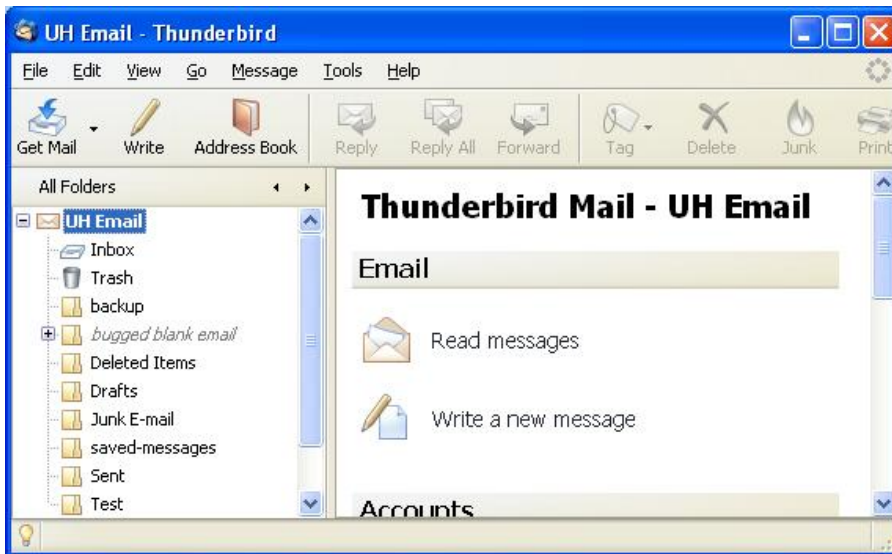 UH Email - Thunderbird
File Edit View Go Message Tools Help
Get Mail Write Address Book Reply Reply All Forward Tag Delete Junk Print
All Folders
UH Email
Inbox
Trash
backup
bugged blank email
Deleted Items
Drafts
Junk E-mail
saved-messages
Sent
Test
Thunderbird Mail - UH Email
Email
Read messages
Write a new message
Accounts